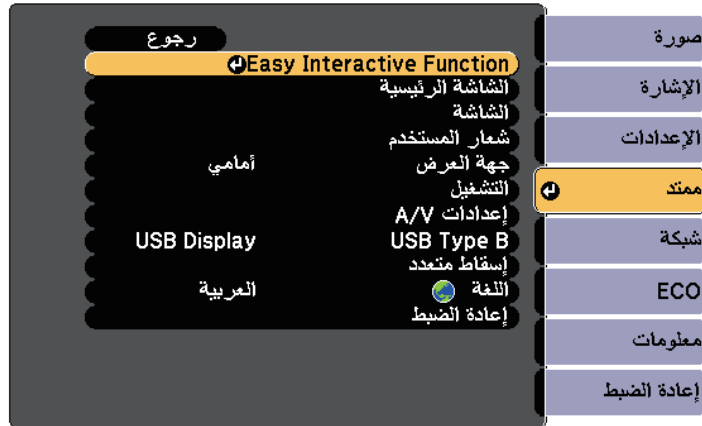 رجوع
Easy Interactive Function
الشاشة الرئيسية
الشاشة
شعار المستخدم
جهة العرض أمامي
التشغيل
إعدادات A/V
USB Type B USB Display
إسقاط متعدد
اللغة العربية
إعادة الضبط
صورة
الإشارة
الإعدادات
ممتد
شبكة
ECO
معلومات
إعادة الضبط